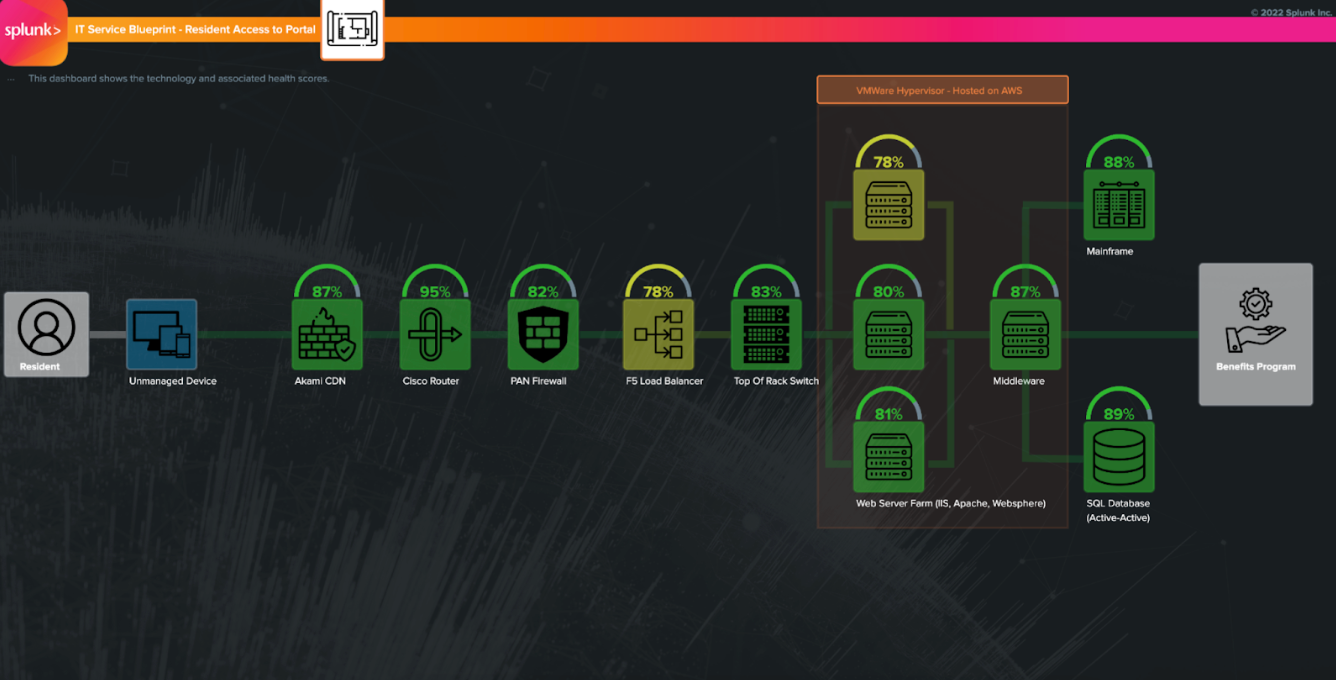 © 2022 Splunk Inc.
splunk>
IT Service Blueprint - Resident Access to Portal
This dashboard shows the technology and associated health scores.
VMWare Hypervisor - Hosted on AWS
78%
88%
Mainframe
87%
95%
82%
78%
83%
80%
87%
Resident
Unmanaged Device
Akami CDN
Cisco Router
PAN Firewall
F5 Load Balancer
Top Of Rack Switch
Middleware
Benefits Program
81%
89%
Web Server Farm (IIS, Apache, Websphere)
SQL Database
(Active-Active)